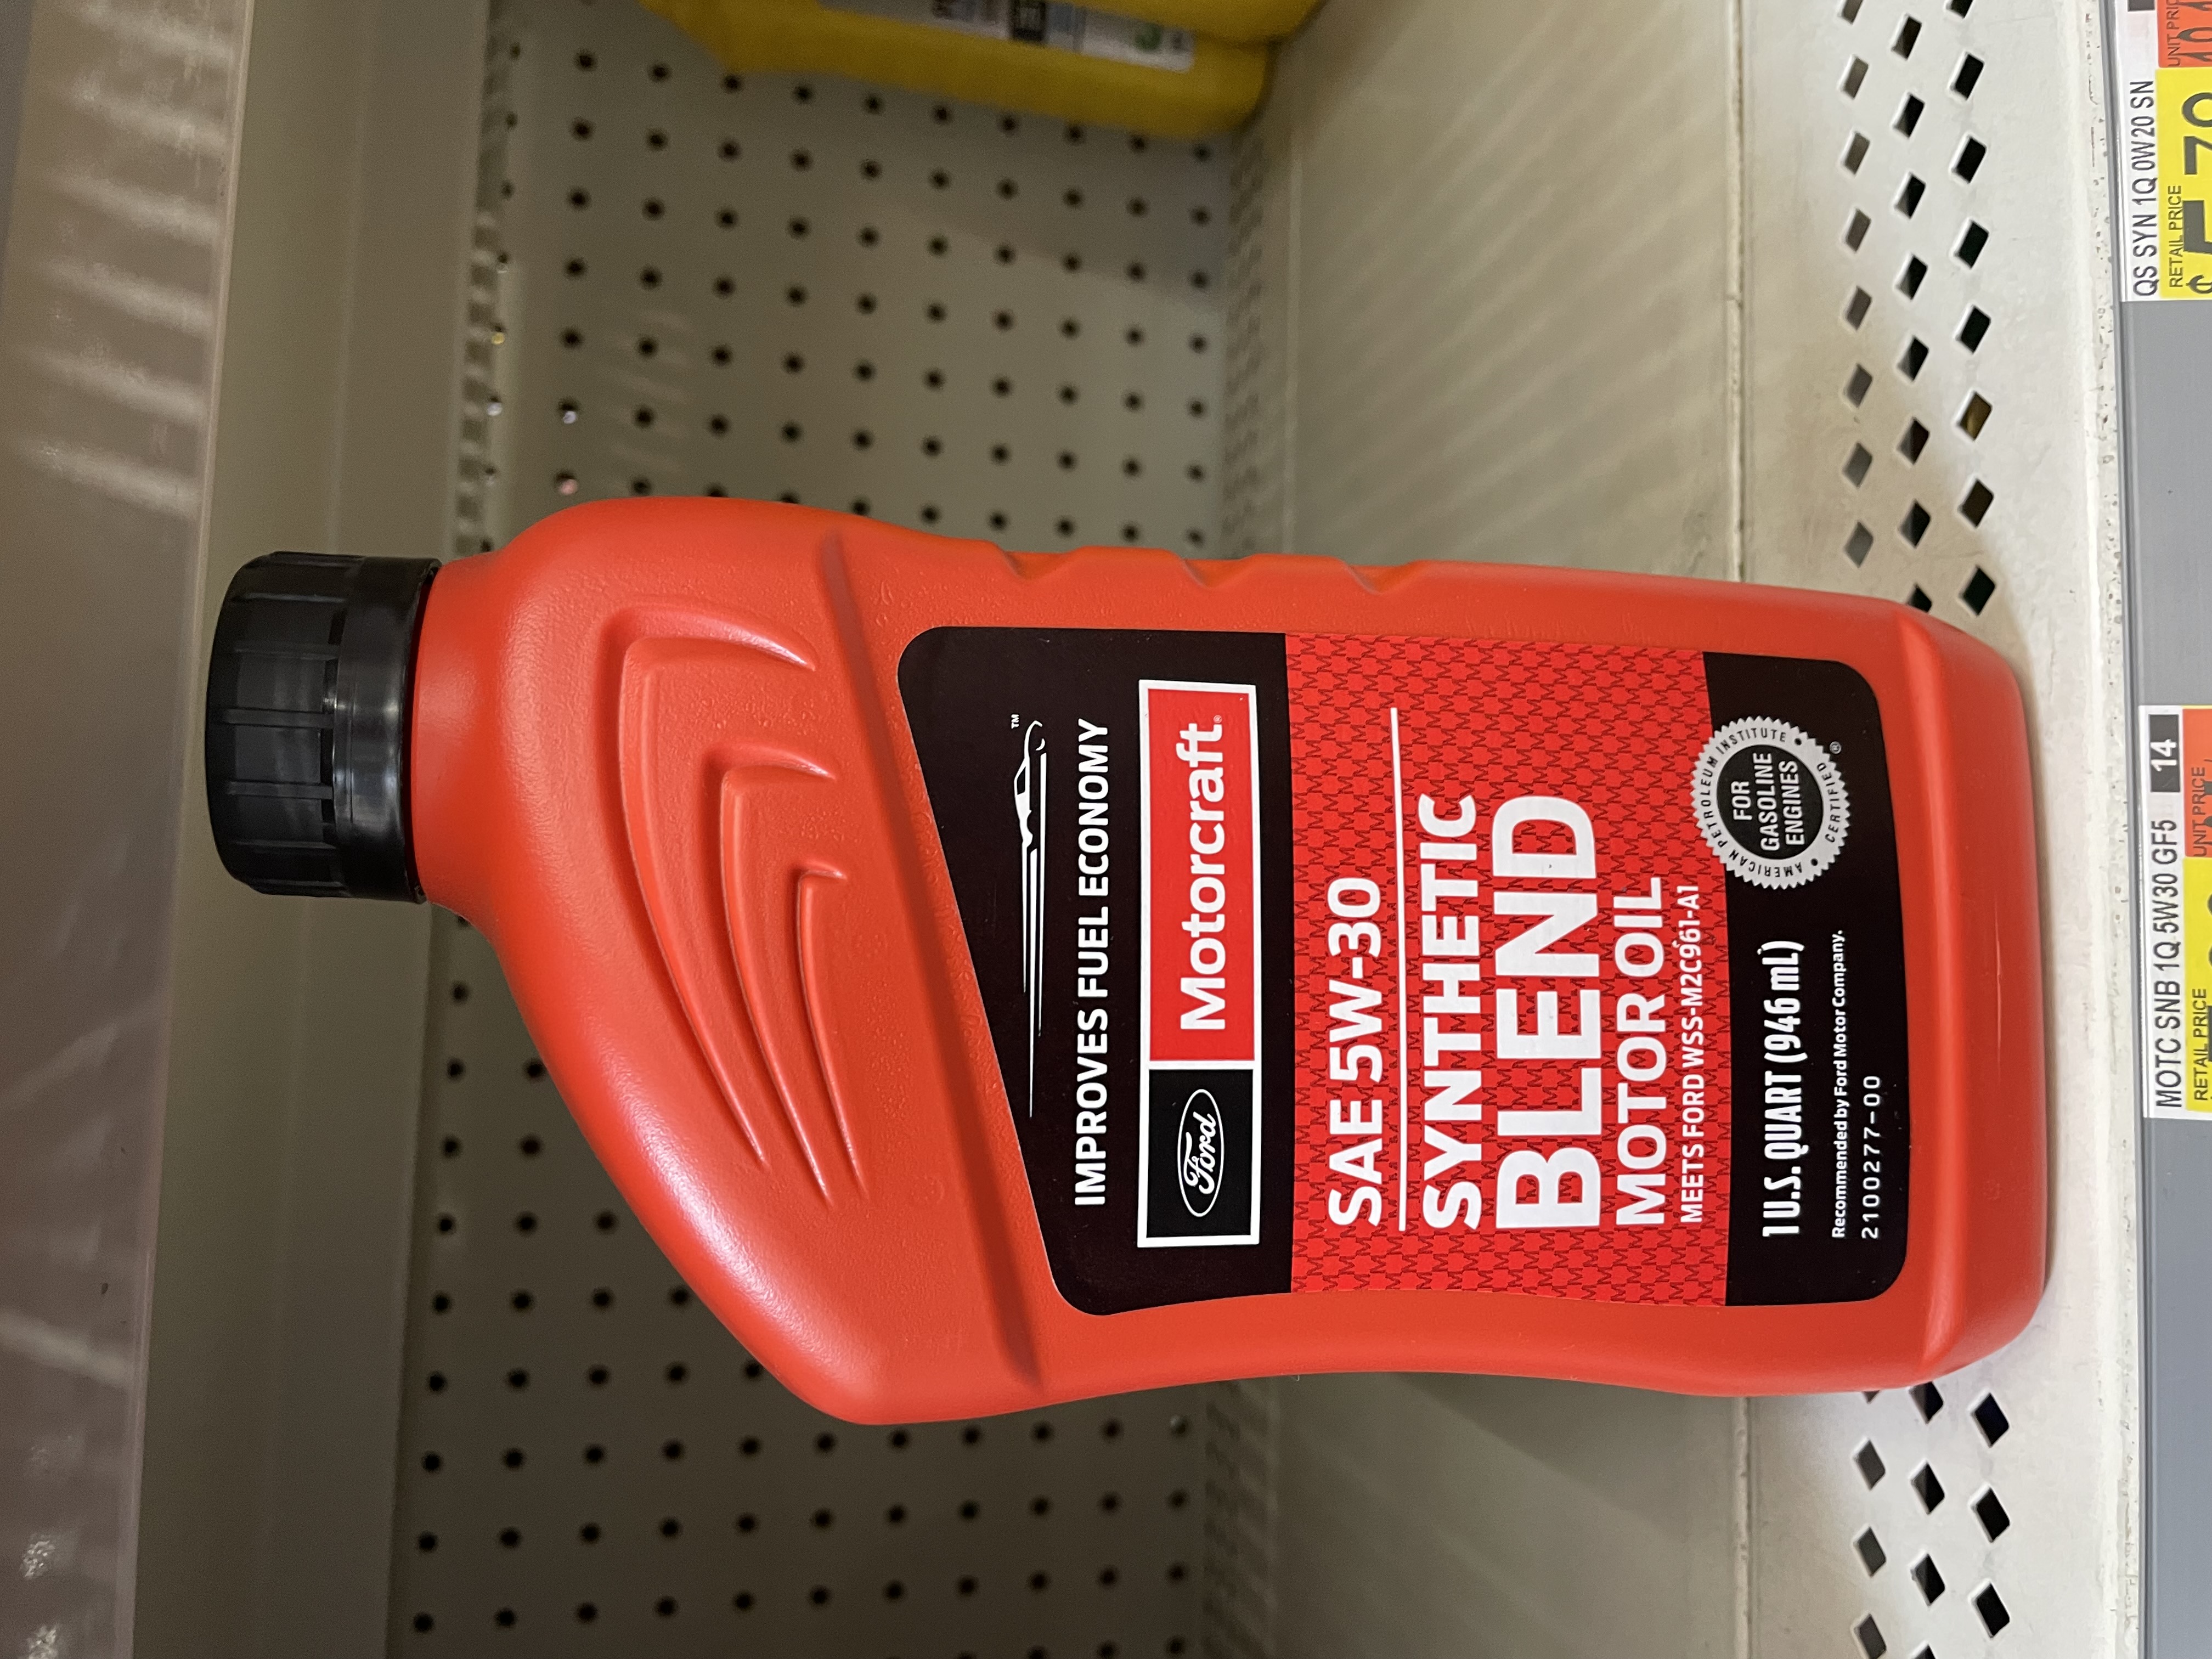 ™
IMPROVES FUEL ECONOMY
Ford Motorcraft®
SAE 5W-30
SYNTHETIC
BLEND
MOTOR OIL
MEETS FORD WSS-M2C961-A1
AMERICAN PETROLEUM INSTITUTE
FOR
GASOLINE
ENGINES
CERTIFIED®
1 U.S. QUART (946 mL)
Recommended by Ford Motor Company.
2100277-00
MOTC SNB 1Q 5W30 GF5 14
RETAIL PRICE UNIT PRICE
QS SYN 1Q 0W20 SN
RETAIL PRICE